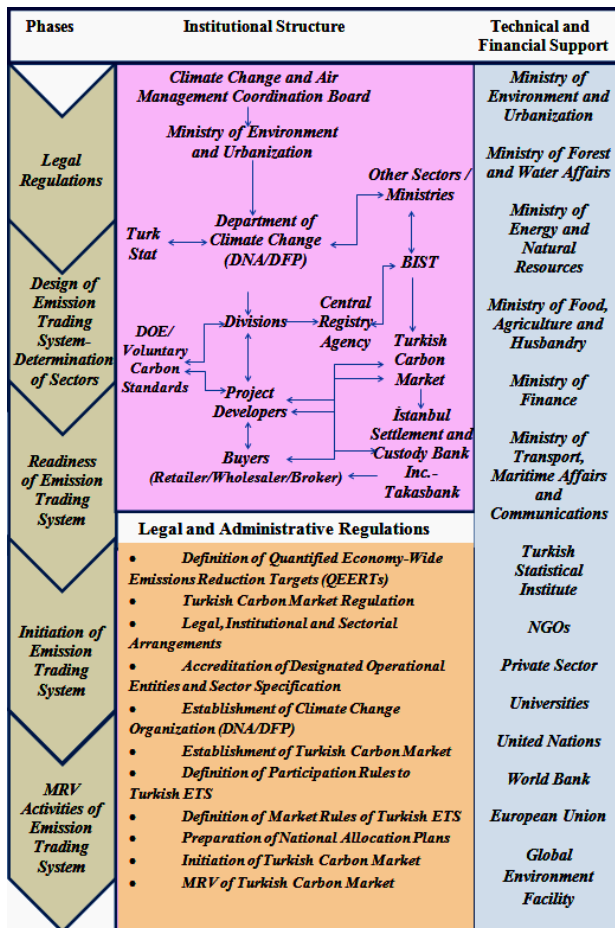 Phases
Institutional Structure
Technical and
Financial Support
Legal
Regulations
Design of
Emission
Trading
System-
Determination
of Sectors
Readiness
of Emission
Trading
System
Initiation of
Emission
Trading
System
MRV
Activities of
Emission
Trading
System
Climate Change and Air
Management Coordination Board
Ministry of Environment
and Urbanization
Other Sectors /
Ministries
Turk
Stat
Department of
Climate Change
(DNA/DFP)
BIST
DOE/
Voluntary
Carbon
Standards
Divisions
Central
Registry
Agency
Turkish
Carbon
Market
Project
Developers
İstanbul
Settlement and
Custody Bank
Inc.-
Takasbank
Buyers
(Retailer/Wholesaler/Broker)
Legal and Administrative Regulations
• Definition of Quantified Economy-Wide
Emissions Reduction Targets (QEERTs)
• Turkish Carbon Market Regulation
• Legal, Institutional and Sectorial
Arrangements
• Accreditation of Designated Operational
Entities and Sector Specification
• Establishment of Climate Change
Organization (DNA/DFP)
• Establishment of Turkish Carbon Market
• Definition of Participation Rules to
Turkish ETS
• Definition of Market Rules of Turkish ETS
• Preparation of National Allocation Plans
• Initiation of Turkish Carbon Market
• MRV of Turkish Carbon Market
Ministry of
Environment and
Urbanization
Ministry of Forest
and Water Affairs
Ministry of
Energy and
Natural
Resources
Ministry of Food,
Agriculture and
Husbandry
Ministry of
Finance
Ministry of
Transport,
Maritime Affairs
and
Communications
Turkish
Statistical
Institute
NGOs
Private Sector
Universities
United Nations
World Bank
European Union
Global
Environment
Facility